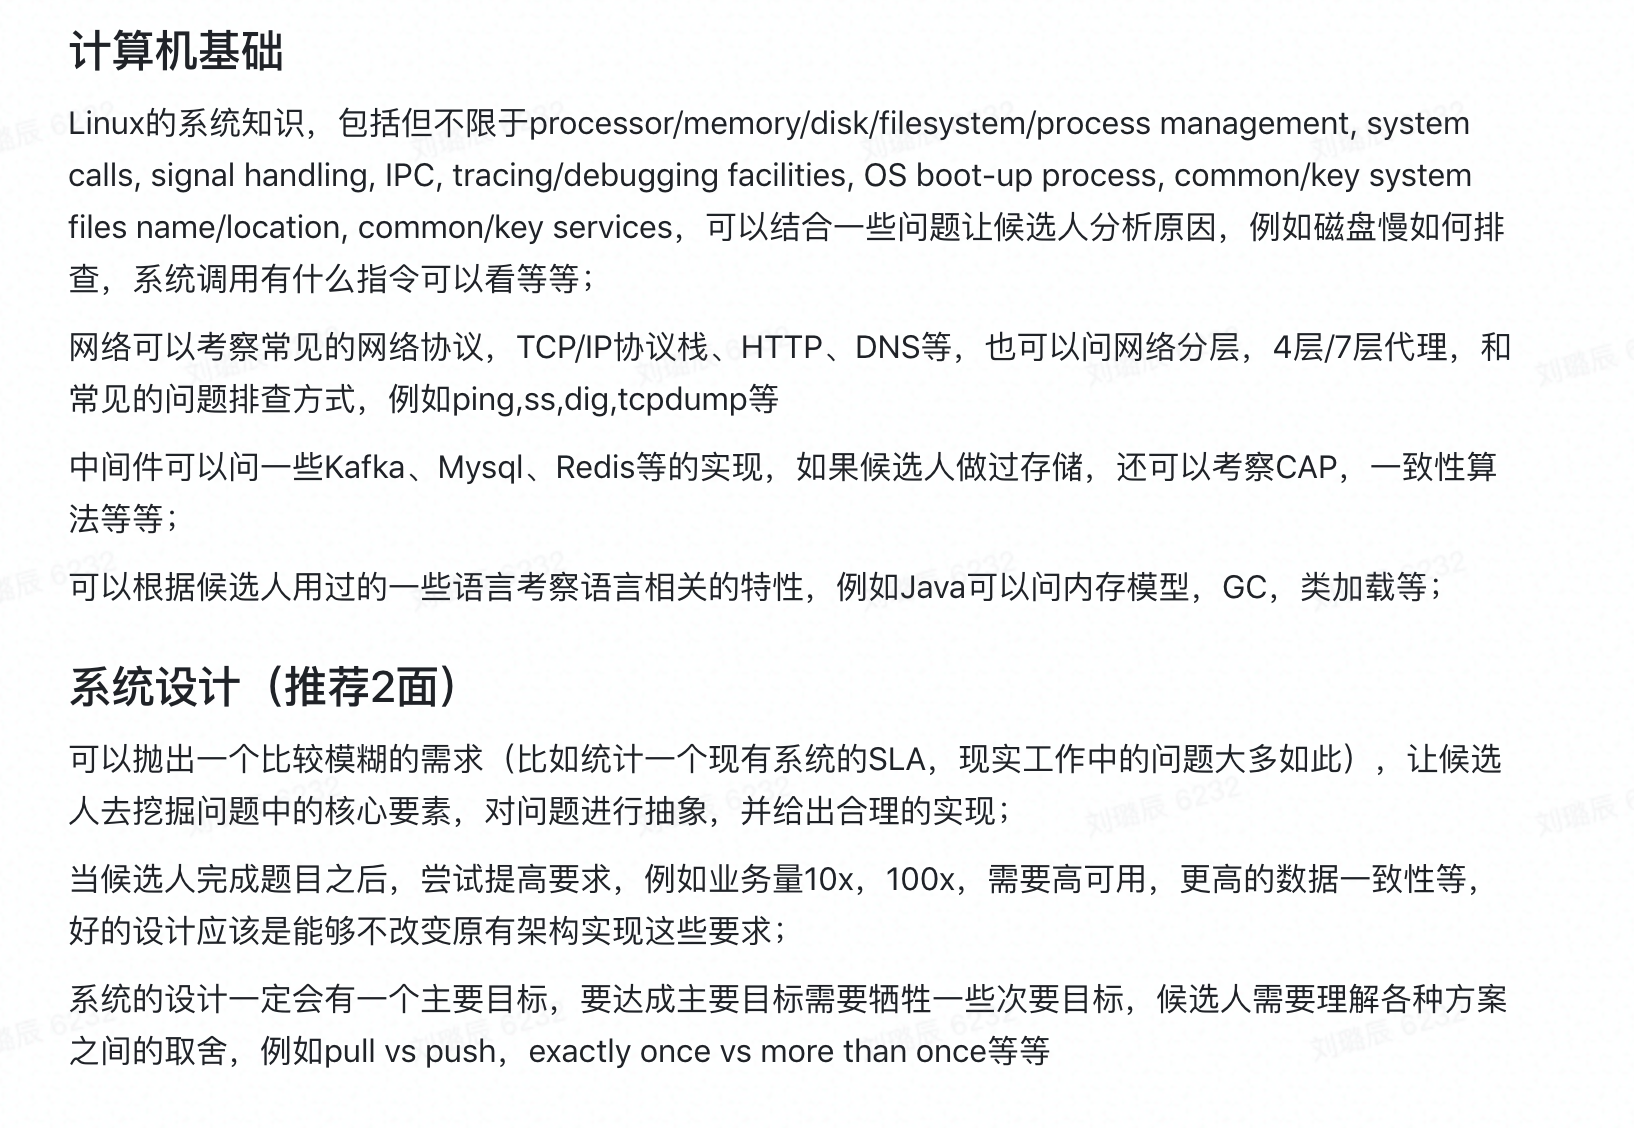 计算机基础
Linux的系统知识，包括但不限于processor/memory/disk/filesystem/process management, system
calls, signal handling, IPC, tracing/debugging facilities, OS boot-up process, common/key system
files name/location, common/key services，可以结合一些问题让候选人分析原因，例如磁盘慢如何排
查，系统调用有什么指令可以看等等；
网络可以考察常见的网络协议，TCP/IP协议栈、HTTP、DNS等，也可以问网络分层，4层/7层代理，和
常见的问题排查方式，例如ping,ss,dig,tcpdump等
中间件可以问一些Kafka、Mysql、Redis等的实现，如果候选人做过存储，还可以考察CAP，一致性算
法等等；
可以根据候选人用过的一些语言考察语言相关的特性，例如Java可以问内存模型，GC，类加载等；
系统设计（推荐2面）
可以抛出一个比较模糊的需求（比如统计一个现有系统的SLA，现实工作中的问题大多如此），让候选
人去挖掘问题中的核心要素，对问题进行抽象，并给出合理的实现；
当候选人完成题目之后，尝试提高要求，例如业务量10x，100x，需要高可用，更高的数据一致性等，
好的设计应该是能够不改变原有架构实现这些要求；
系统的设计一定会有一个主要目标，要达成主要目标需要牺牲一些次要目标，候选人需要理解各种方案
之间的取舍，例如pull vs push，exactly once vs more than once等等
刘璐辰 6232